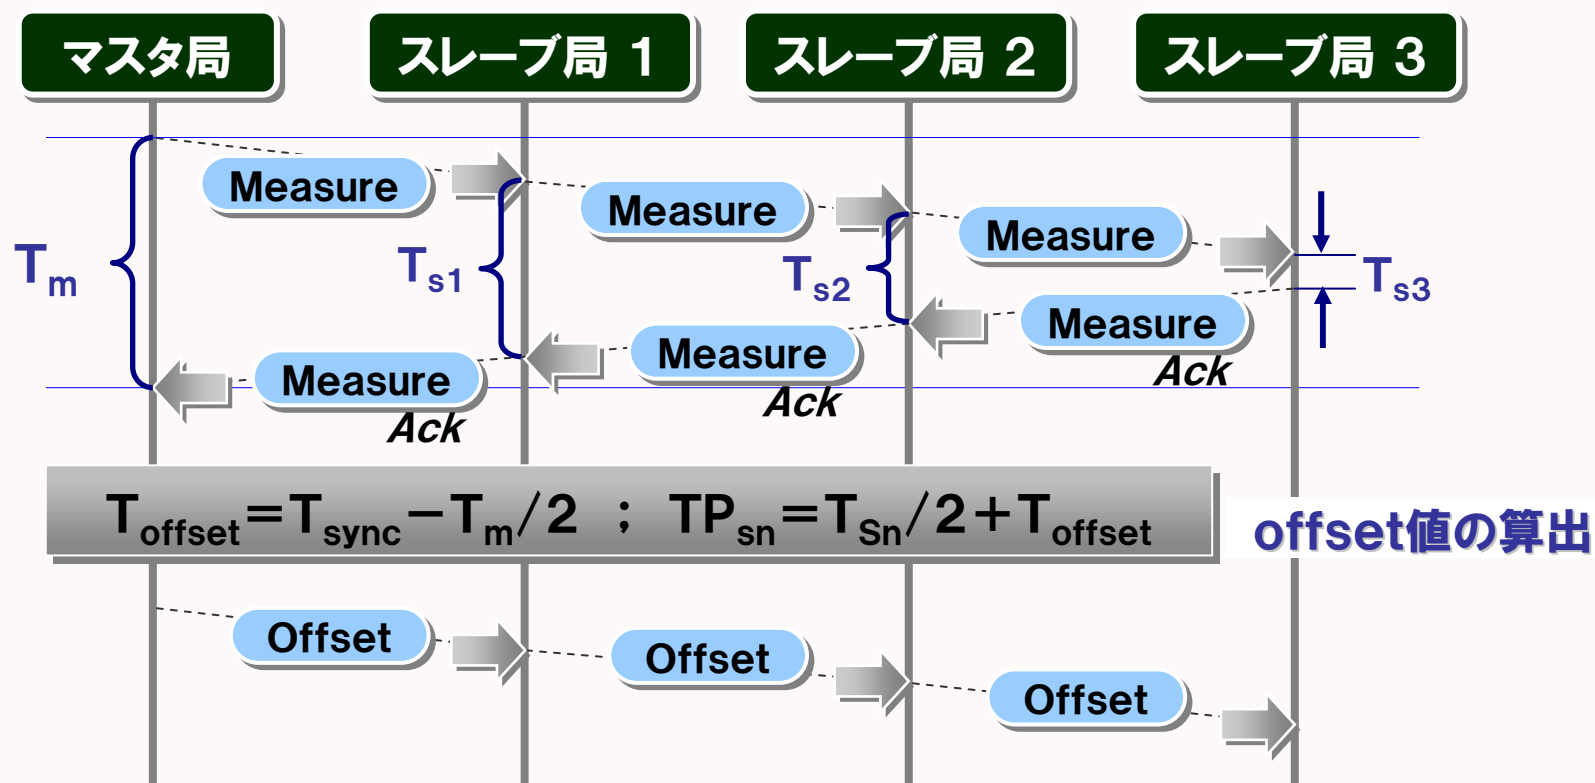 マスタ局
スレーブ局 1
スレーブ局 2
スレーブ局 3
Measure
Measure
Measure
Tm
Ts1
Ts2
Ts3
Measure
Ack
Measure
Ack
Measure
Ack
Toffset=Tsync−Tm/2 ; TPsn=TSn/2+Toffset
offset値の算出
Offset
Offset
Offset